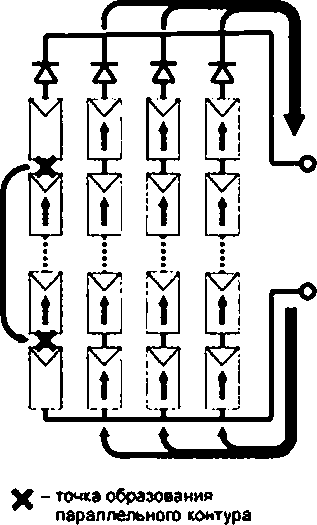 ✗ – точка образования
параллельного контура